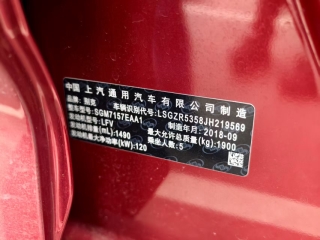 中国 上汽通用汽车有限公司制造
品牌：别克 车辆识别代号：LSGZR5358JH219569
整车型号：SGM7157EAA1 制造年月：2018-09
发动机型号：LFV 最大允许总质量(kg)：1900
发动机排量(mL)：1490 乘坐人数：5
发动机最大净功率(kW)：120